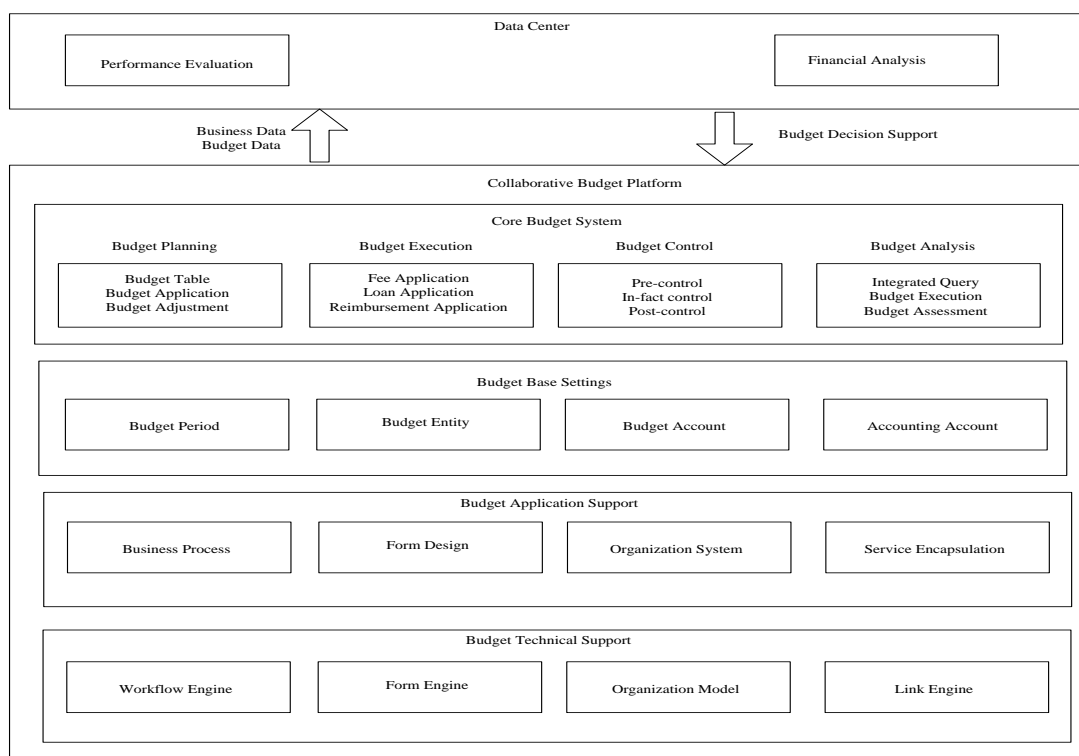 Data Center
Performance Evaluation
Financial Analysis
Business Data
Budget Data
Budget Decision Support
Collaborative Budget Platform
Core Budget System
Budget Planning
Budget Execution
Budget Control
Budget Analysis
Budget Table
Budget Application
Budget Adjustment
Fee Application
Loan Application
Reimbursement Application
Pre-control
In-fact control
Post-control
Integrated Query
Budget Execution
Budget Assessment
Budget Base Settings
Budget Period
Budget Entity
Budget Account
Accounting Account
Budget Application Support
Business Process
Form Design
Organization System
Service Encapsulation
Budget Technical Support
Workflow Engine
Form Engine
Organization Model
Link Engine